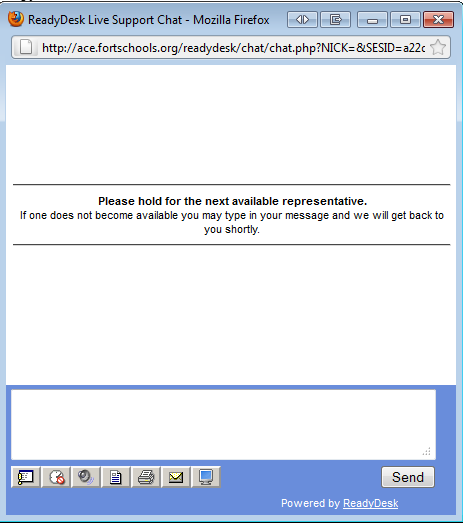 ReadyDesk Live Support Chat - Mozilla Firefox
http://ace.fortschools.org/readydesk/chat/chat.php?NICK=&SESID=a22c
Please hold for the next available representative.
If one does not become available you may type in your message and we will get back to
you shortly.
Send
Powered by ReadyDesk